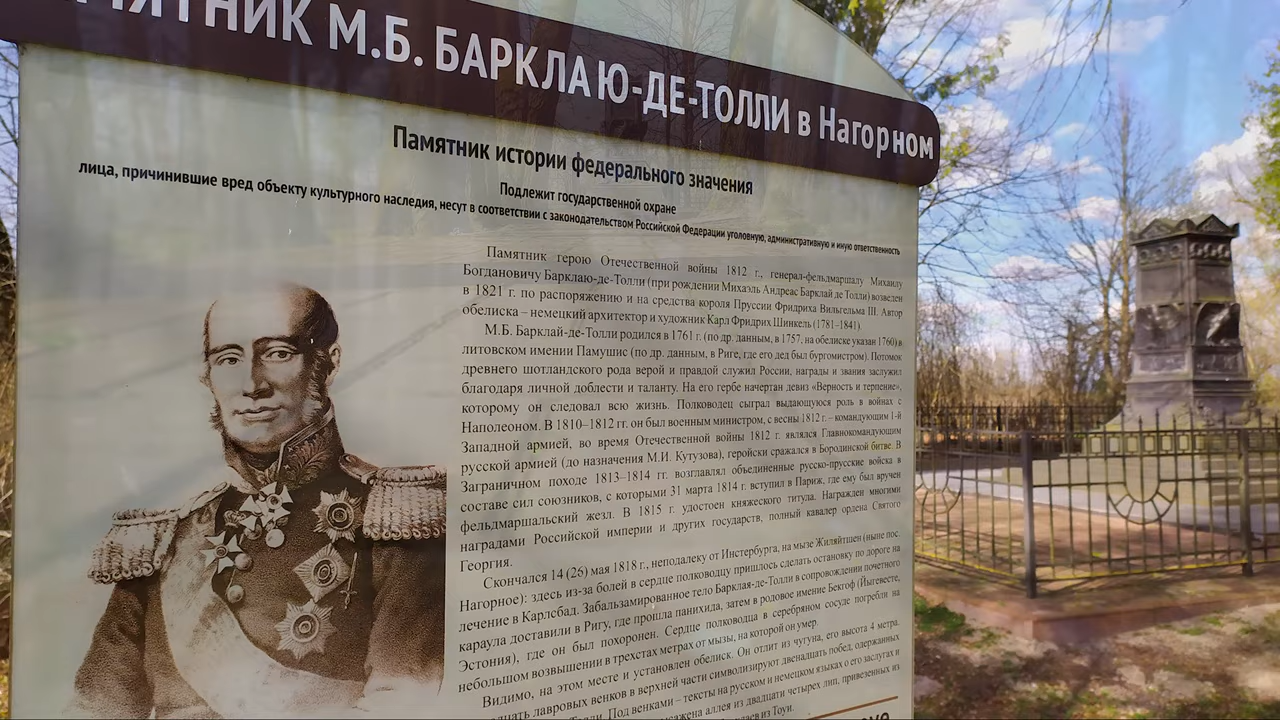 МЯТНИК М.Б. БАРКЛАЮ-ДЕ-ТОЛЛИ в Нагорном
Памятник истории федерального значения
Подлежит государственной охране
лица, причинившие вред объекту культурного наследия, несут в соответствии с законодательством Российской Федерации уголовную, административную и иную ответственность
Памятник герою Отечественной войны 1812 г., генерал-фельдмаршалу Михаилу
Богдановичу Барклаю-де-Толли (при рождении Михаэль Андреас Барклай де Толли) возведен
в 1821 г. по распоряжению и на средства короля Пруссии Фридриха Вильгельма III. Автор
обелиска – немецкий архитектор и художник Карл Фридрих Шинкель (1781–1841).
М.Б. Барклай-де-Толли родился в 1761 г. (по др. данным, в 1757, на обелиске указан 1760) в
литовском имении Памушис (по др. данным, в Риге, где его дед был бургомистром). Потомок
древнего шотландского рода верой и правдой служил России, награды и звания заслужил
благодаря личной доблести и таланту. На его гербе начертан девиз «Верность и терпение»,
которому он следовал всю жизнь. Полководец сыграл выдающуюся роль в войнах с
Наполеоном. В 1810–1812 гг. он был военным министром, с весны 1812 г. – командующим 1-й
Западной армией, во время Отечественной войны 1812 г. являлся Главнокомандующим
русской армией (до назначения М.И. Кутузова), геройски сражался в Бородинской битве. В
Заграничном походе 1813–1814 гг. возглавлял объединенные русско-прусские войска в
составе сил союзников, с которыми 31 марта 1814 г. вступил в Париж, где ему был вручен
фельдмаршальский жезл. В 1815 г. удостоен княжеского титула. Награжден многими
наградами Российской империи и других государств, полный кавалер ордена Святого
Георгия.
Скончался 14 (26) мая 1818 г., неподалеку от Инстербурга, на мызе Жиляйтшен (ныне пос.
Нагорное): здесь из-за болей в сердце полководцу пришлось сделать остановку по дороге на
лечение в Карлсбад. Забальзамированное тело Барклая-де-Толли в сопровождении почетного
караула доставили в Ригу, где прошла панихида, затем в родовое имение Бекгоф (Йыгевесте,
Эстония), где он был похоронен. Сердце полководца в серебряном сосуде погребли на
небольшом возвышении в трехстах метрах от мызы, на которой он умер.
Видимо, на этом месте и установлен обелиск. Он отлит из чугуна, его высота 4 метра.
лавровых венков в верхней части символизируют двенадцать побед, одержанных
Под венками – тексты на русском и немецком языках о его заслугах и
аллея из двадцати четырех лип, привезенных из
из Тоуи.